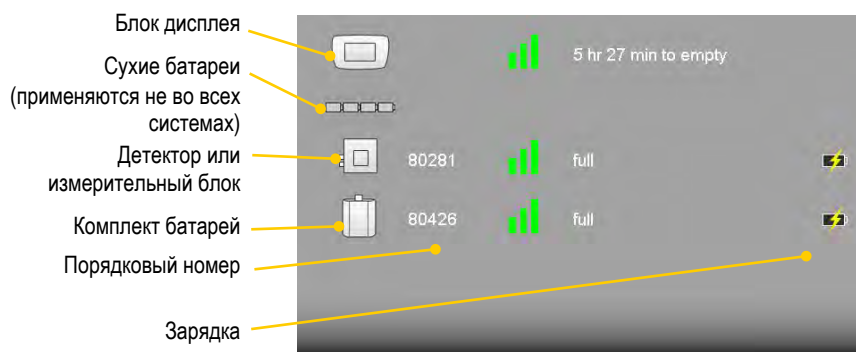 Блок дисплея
5 hr 27 min to empty
Сухие батареи
(применяются не во всех
системах)
Детектор или
измерительный блок
80281 full
Комплект батарей
80426 full
Порядковый номер
Зарядка